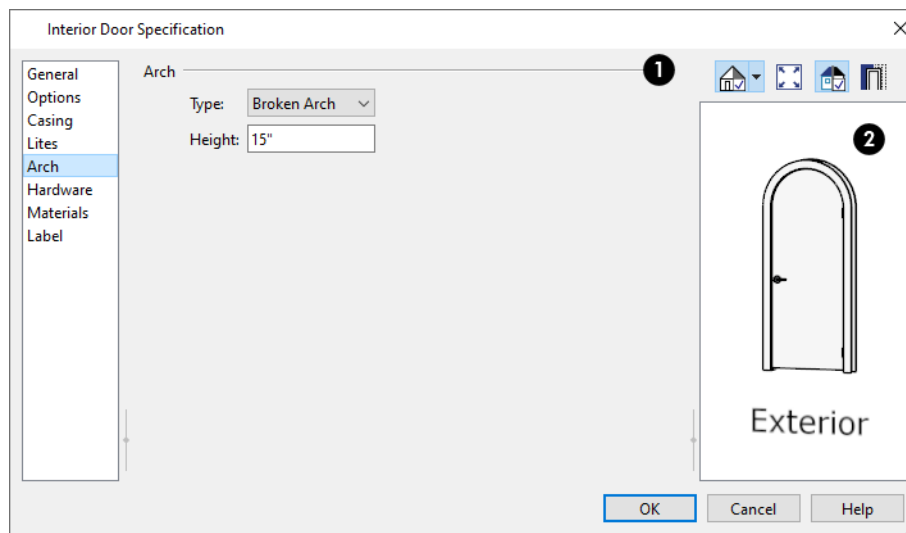 Interior Door Specification
General
Options
Casing
Lites
Arch
Hardware
Materials
Label
Arch
1
Type: Broken Arch
Height: 15"
2
Exterior
OK Cancel Help